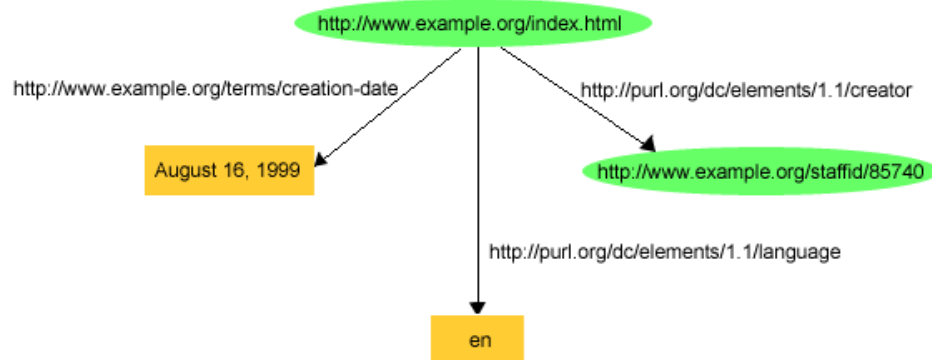 http://www.example.org/index.html
http://www.example.org/terms/creation-date
http://purl.org/dc/elements/1.1/creator
August 16, 1999
http://www.example.org/staffid/85740
http://purl.org/dc/elements/1.1/language
en